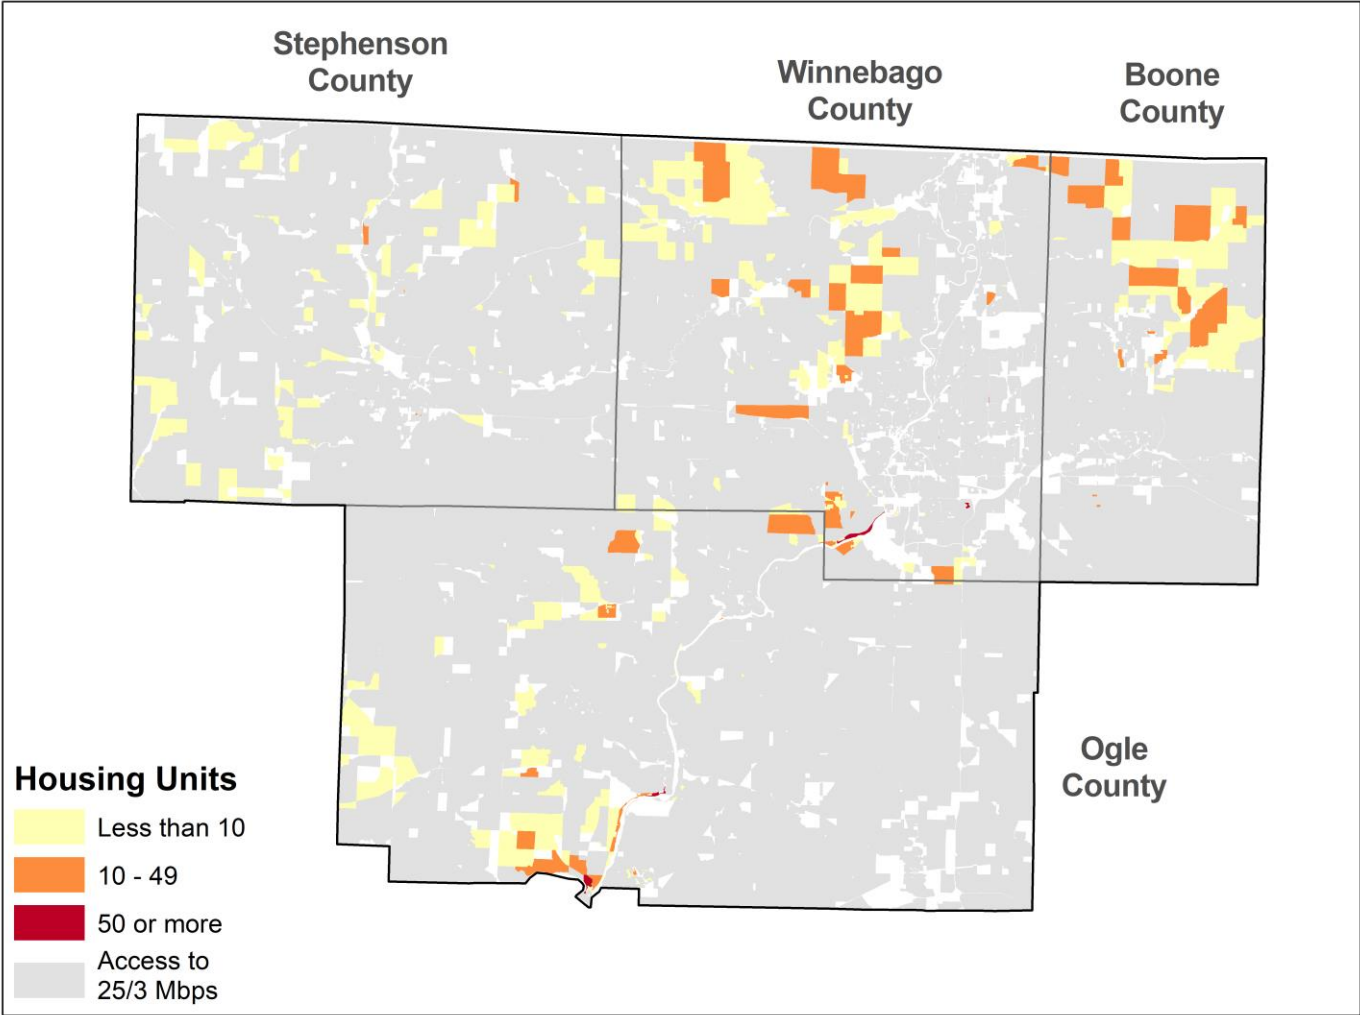 Stephenson
County
Winnebago
County
Boone
County
Ogle
County
Housing Units
Less than 10
10 - 49
50 or more
Access to
25/3 Mbps